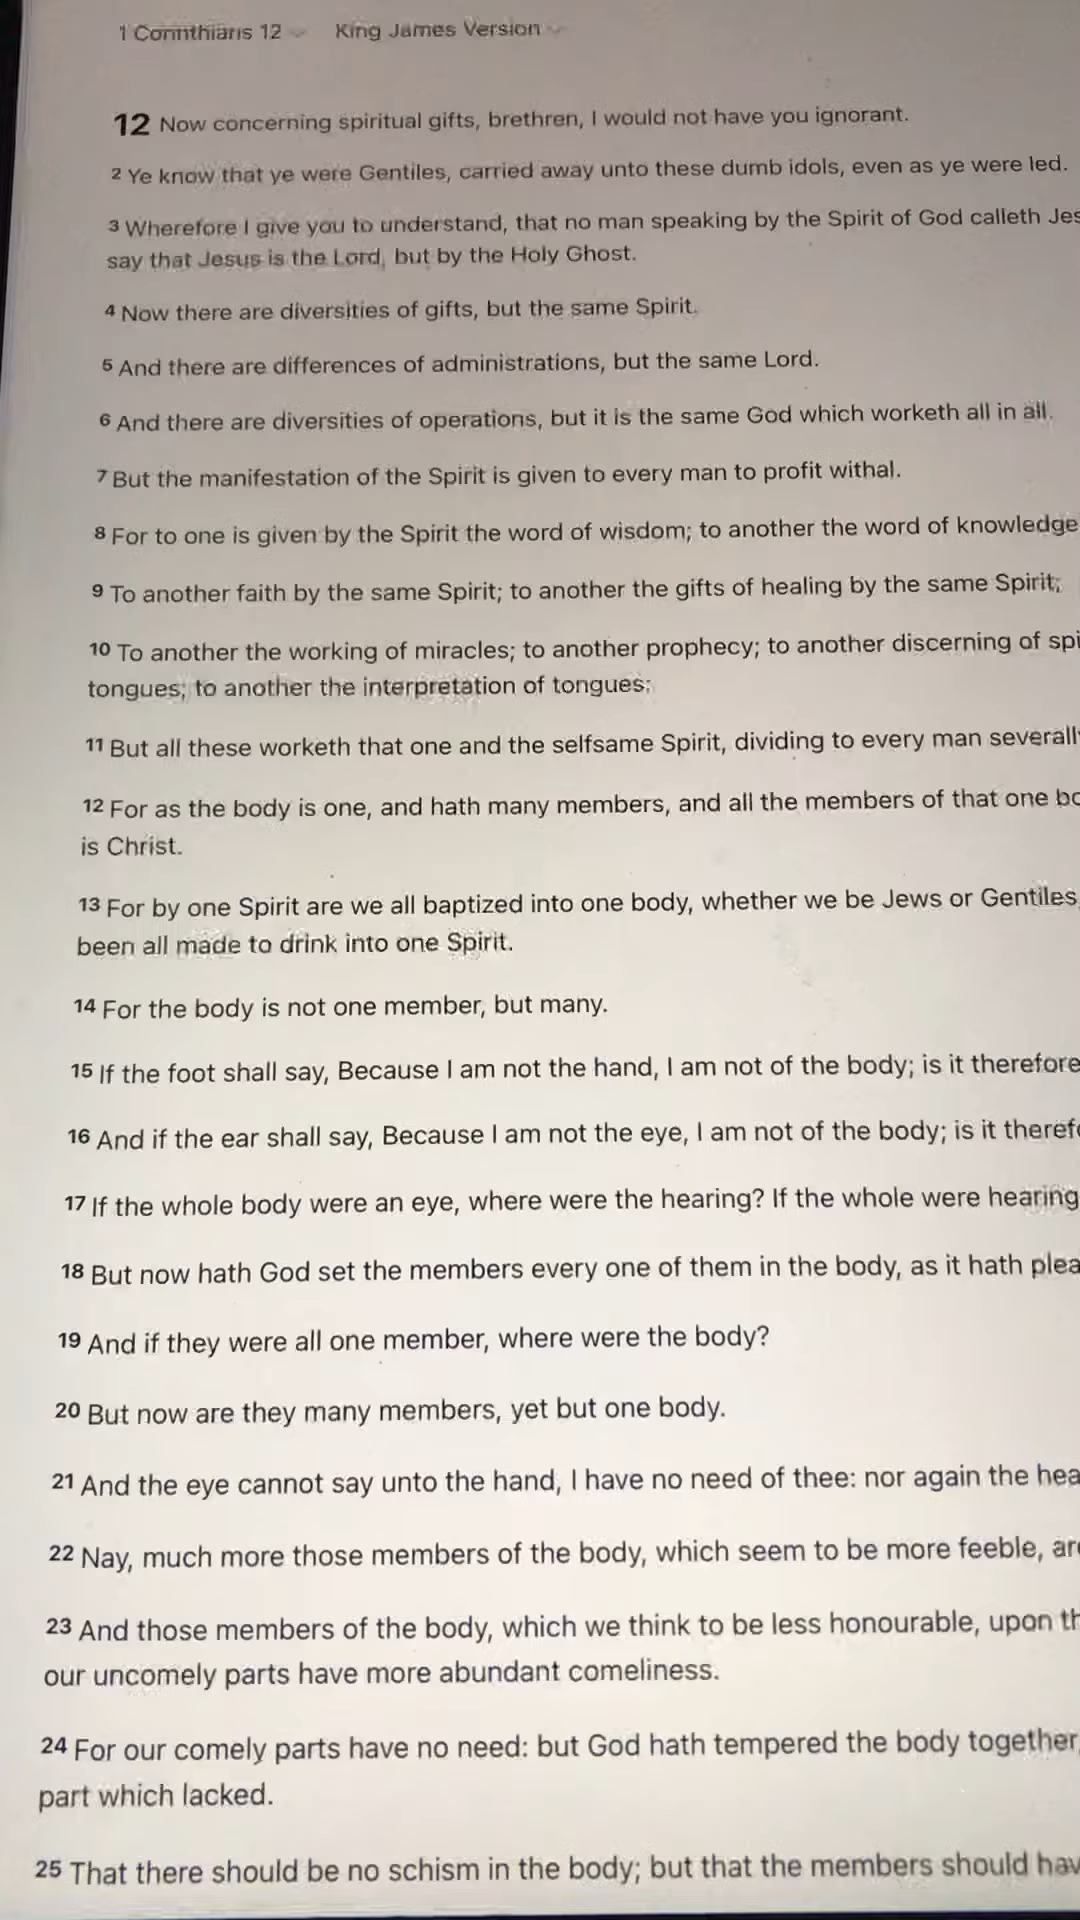 1 Corinthians 12 King James Version
12 Now concerning spiritual gifts, brethren, I would not have you ignorant.
2 Ye know that ye were Gentiles, carried away unto these dumb idols, even as ye were led.
3 Wherefore I give you to understand, that no man speaking by the Spirit of God calleth Jes
say that Jesus is the Lord, but by the Holy Ghost.
4 Now there are diversities of gifts, but the same Spirit.
5 And there are differences of administrations, but the same Lord.
6 And there are diversities of operations, but it is the same God which worketh all in all.
7 But the manifestation of the Spirit is given to every man to profit withal.
8 For to one is given by the Spirit the word of wisdom; to another the word of knowledge
9 To another faith by the same Spirit; to another the gifts of healing by the same Spirit;
10 To another the working of miracles; to another prophecy; to another discerning of spi
tongues; to another the interpretation of tongues:
11 But all these worketh that one and the selfsame Spirit, dividing to every man severall
12 For as the body is one, and hath many members, and all the members of that one bo
is Christ.
13 For by one Spirit are we all baptized into one body, whether we be Jews or Gentiles,
been all made to drink into one Spirit.
14 For the body is not one member, but many.
15 If the foot shall say, Because I am not the hand, I am not of the body; is it therefore
16 And if the ear shall say, Because I am not the eye, I am not of the body; is it therefo
17 If the whole body were an eye, where were the hearing? If the whole were hearing
18 But now hath God set the members every one of them in the body, as it hath plea
19 And if they were all one member, where were the body?
20 But now are they many members, yet but one body.
21 And the eye cannot say unto the hand, I have no need of thee: nor again the hea
22 Nay, much more those members of the body, which seem to be more feeble, are
23 And those members of the body, which we think to be less honourable, upon th
our uncomely parts have more abundant comeliness.
24 For our comely parts have no need: but God hath tempered the body together,
part which lacked.
25 That there should be no schism in the body; but that the members should hav